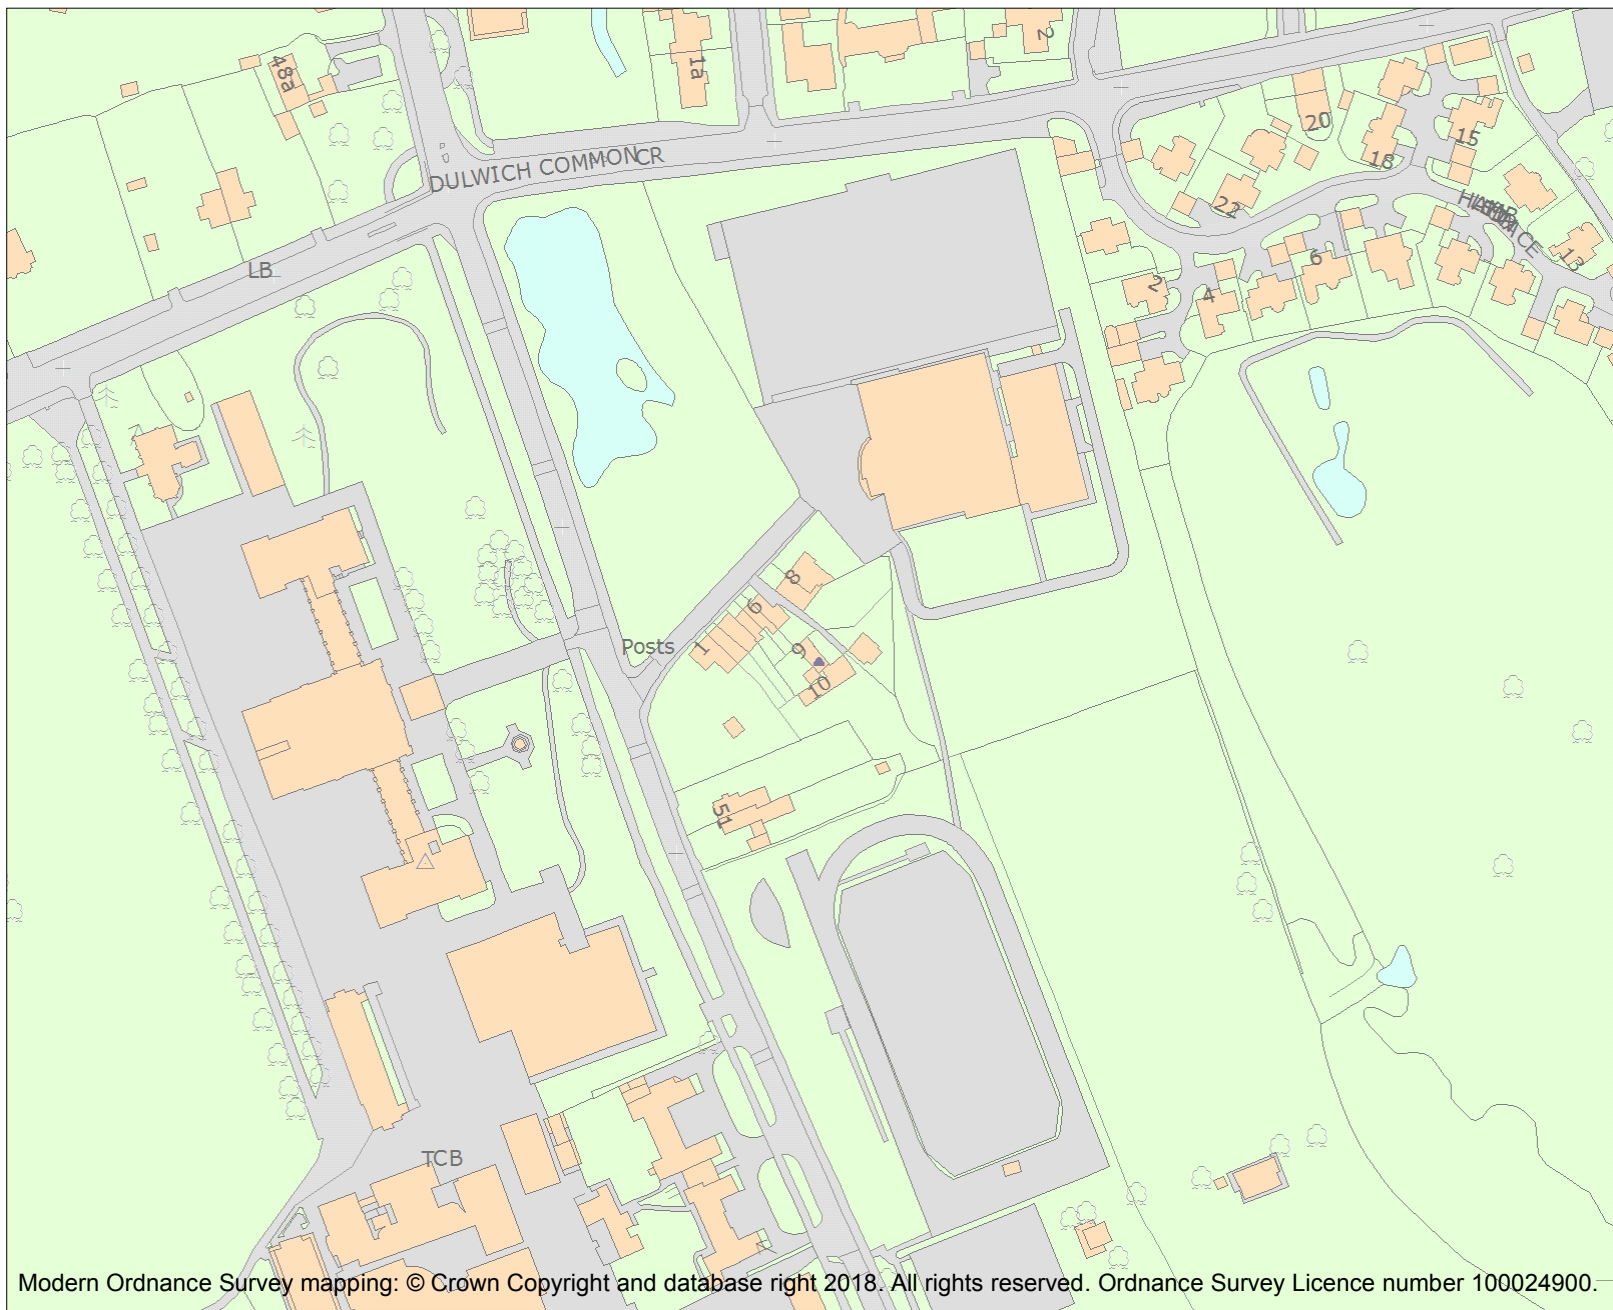 48a
1a
2
DULWICH COMMON
CR
20
15
18
22
13
LB
2
4
6
8
6
1
Posts
9
10
51
TCB
Modern Ordnance Survey mapping: © Crown Copyright and database right 2018. All rights reserved. Ordnance Survey Licence number 100024900.